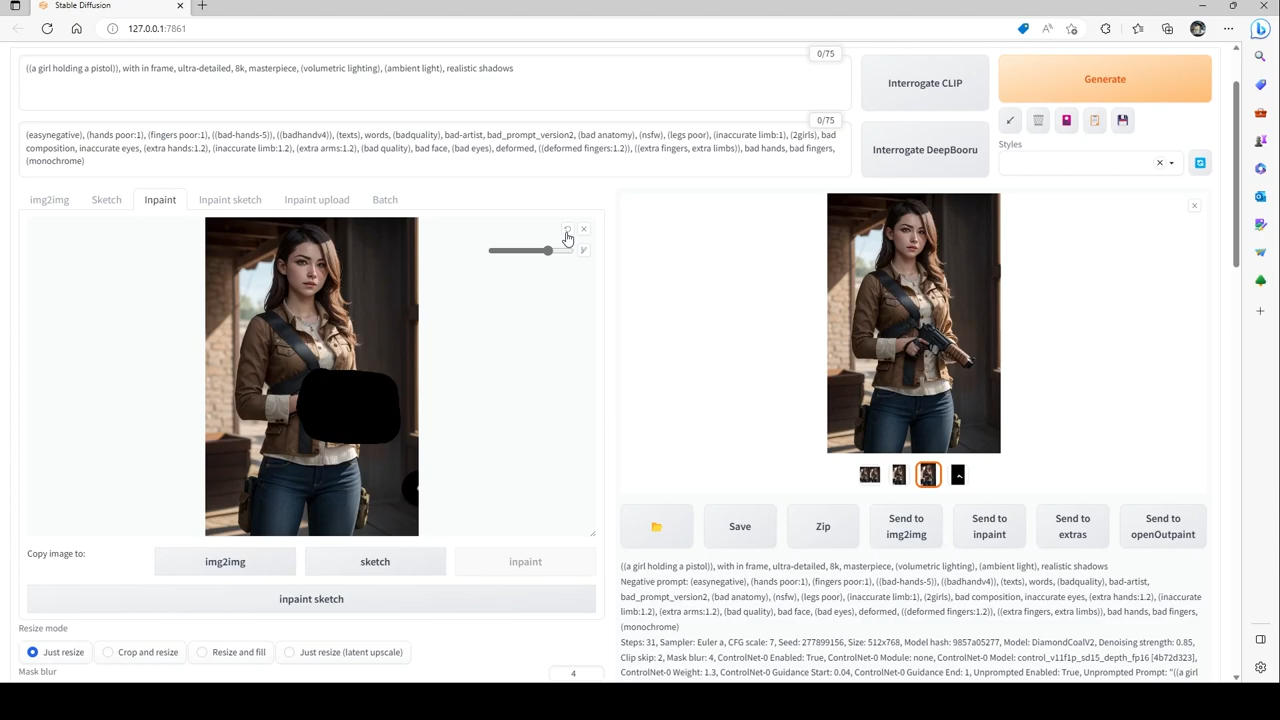 Stable Diffusion
127.0.0.1:7861
0/75
((a girl holding a pistol)), with in frame, ultra-detailed, 8k, masterpiece, (volumetric lighting), (ambient light), realistic shadows
Interrogate CLIP
Generate
0/75
(easynegative), (hands poor:1), (fingers poor:1), ((bad-hands-5)), ((badhandv4)), (texts), words, (badquality), bad-artist, bad_prompt_version2, (bad anatomy), (nsfw), (legs poor), (inaccurate limb:1), (2girls), bad
composition, inaccurate eyes, (extra hands:1.2), (inaccurate limb:1.2), (extra arms:1.2), (bad quality), bad face, (bad eyes), deformed, ((deformed fingers:1.2)), ((extra fingers, extra limbs)), bad hands, bad fingers,
(monochrome)
Interrogate DeepBooru
Styles
img2img
Sketch
Inpaint
Inpaint sketch
Inpaint upload
Batch
Copy image to:
img2img
sketch
inpaint
inpaint sketch
Resize mode
Just resize
Crop and resize
Resize and fill
Just resize (latent upscale)
Mask blur
4
Save
Zip
Send to
img2img
Send to
inpaint
Send to
extras
Send to
openOutpaint
((a girl holding a pistol)), with in frame, ultra-detailed, 8k, masterpiece, (volumetric lighting), (ambient light), realistic shadows
Negative prompt: (easynegative), (hands poor:1), (fingers poor:1), ((bad-hands-5)), ((badhandv4)), (texts), words, (badquality), bad-artist,
bad_prompt_version2, (bad anatomy), (nsfw), (legs poor), (inaccurate limb:1), (2girls), bad composition, inaccurate eyes, (extra hands:1.2), (inaccurate
limb:1.2), (extra arms:1.2), (bad quality), bad face, (bad eyes), deformed, ((deformed fingers:1.2)), ((extra fingers, extra limbs)), bad hands, bad fingers,
(monochrome)
Steps: 31, Sampler: Euler a, CFG scale: 7, Seed: 277899156, Size: 512x768, Model hash: 9857a05277, Model: DiamondCoalV2, Denoising strength: 0.85,
Clip skip: 2, Mask blur: 4, ControlNet-0 Enabled: True, ControlNet-0 Module: none, ControlNet-0 Model: control_v11f1p_sd15_depth_fp16 [4b72d323],
ControlNet-0 Weight: 1.3, ControlNet-0 Guidance Start: 0.04, ControlNet-0 Guidance End: 1, Unprompted Enabled: True, Unprompted Prompt: "((a girl